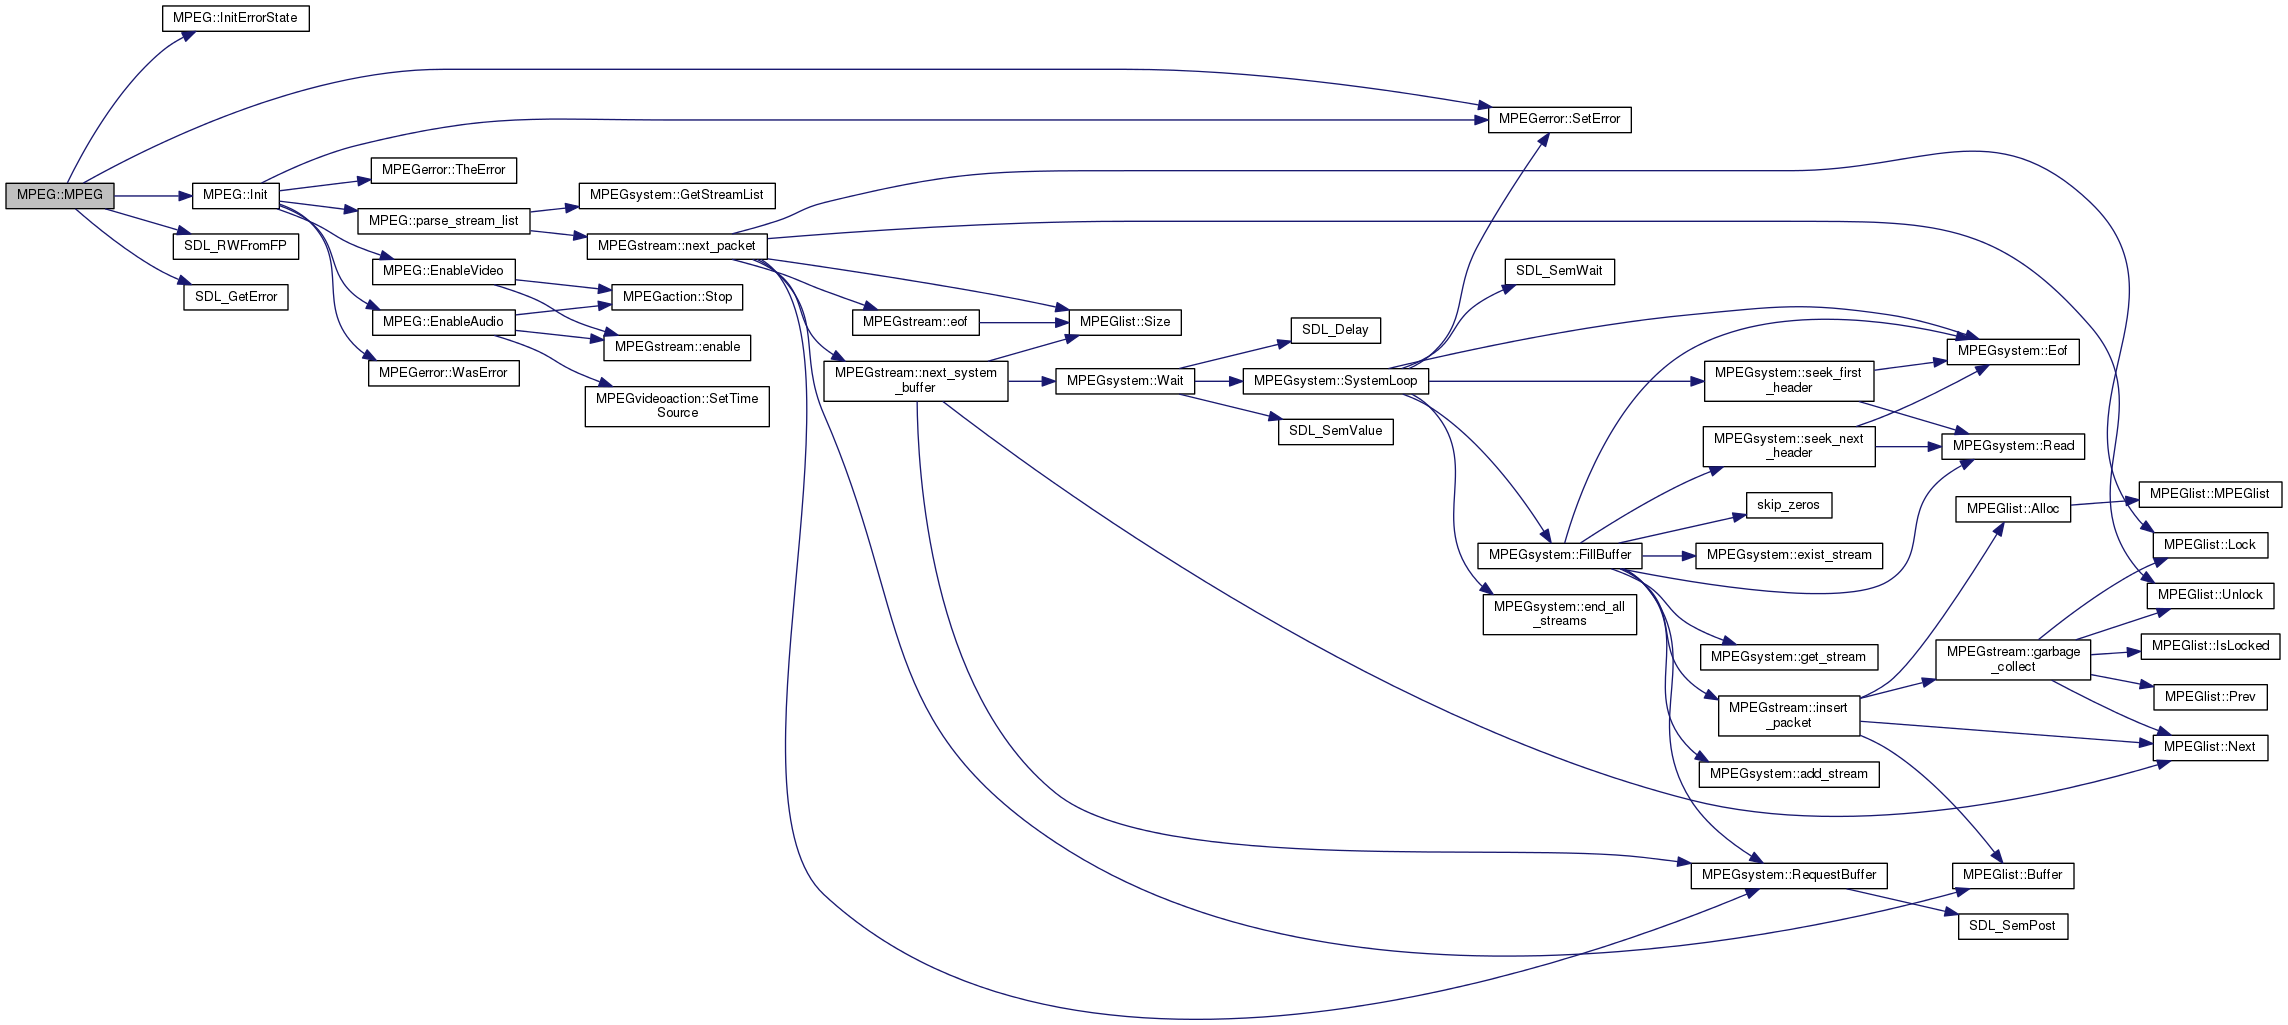 MPEG::MPEG
MPEG::InitErrorState
MPEG::Init
SDL_RWFromFP
SDL_GetError
MPEGerror::TheError
MPEG::parse_stream_list
MPEG::EnableVideo
MPEG::EnableAudio
MPEGerror::WasError
MPEGsystem::GetStreamList
MPEGstream::next_packet
MPEGaction::Stop
MPEGstream::enable
MPEGvideoaction::SetTime
Source
MPEGstream::eof
MPEGstream::next_system
_buffer
MPEGlist::Size
MPEGsystem::Wait
SDL_Delay
MPEGsystem::SystemLoop
SDL_SemValue
MPEGerror::SetError
SDL_SemWait
MPEGsystem::FillBuffer
MPEGsystem::end_all
_streams
MPEGsystem::seek_first
_header
MPEGsystem::seek_next
_header
skip_zeros
MPEGsystem::exist_stream
MPEGsystem::get_stream
MPEGstream::insert
_packet
MPEGsystem::add_stream
MPEGsystem::RequestBuffer
MPEGsystem::Eof
MPEGsystem::Read
MPEGlist::Alloc
MPEGstream::garbage
_collect
MPEGlist::Buffer
SDL_SemPost
MPEGlist::MPEGlist
MPEGlist::Lock
MPEGlist::Unlock
MPEGlist::IsLocked
MPEGlist::Prev
MPEGlist::Next